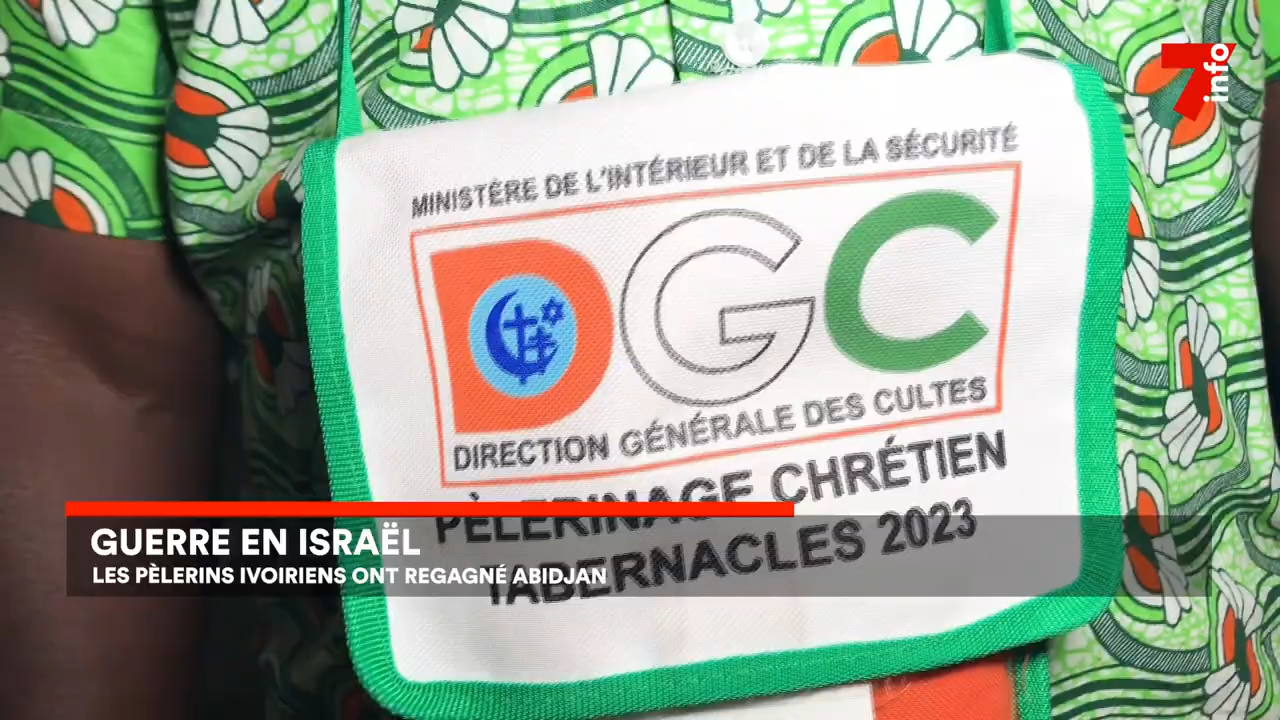 7 info
MINISTÈRE DE L'INTÉRIEUR ET DE LA SÉCURITÉ
DGC
DIRECTION GÉNÉRALE DES CULTES
PÈLERINAGE CHRÉTIEN
TABERNACLES 2023
GUERRE EN ISRAËL
LES PÈLERINS IVOIRIENS ONT REGAGNÉ ABIDJAN